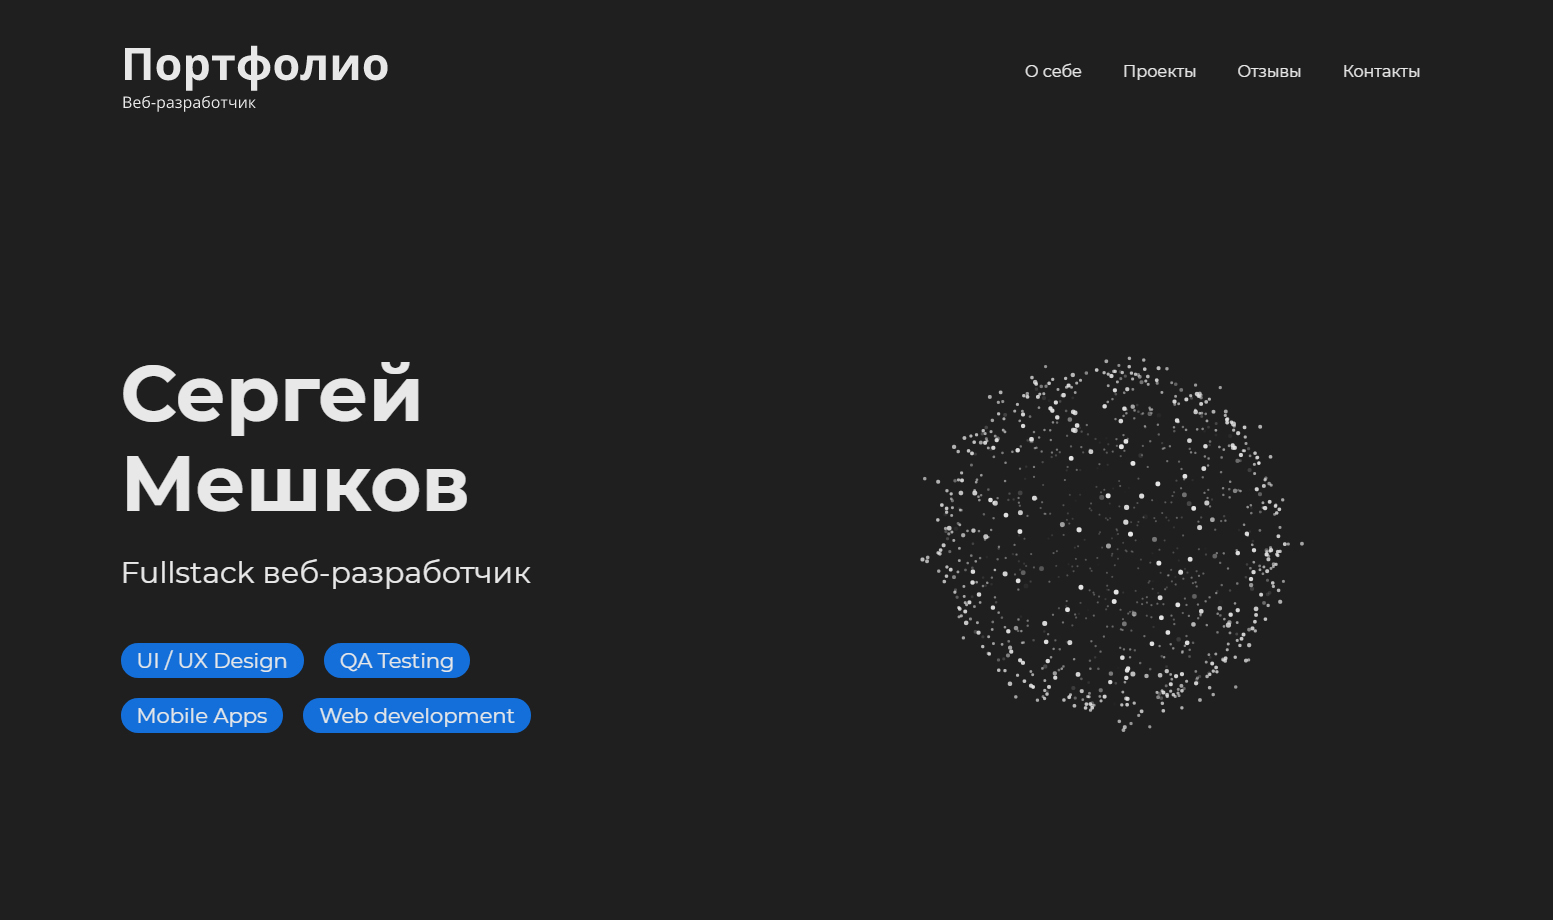 Портфолио
Веб-разработчик
О себе Проекты Отзывы Контакты
Сергей
Мешков
Fullstack веб-разработчик
UI / UX Design QA Testing
Mobile Apps Web development